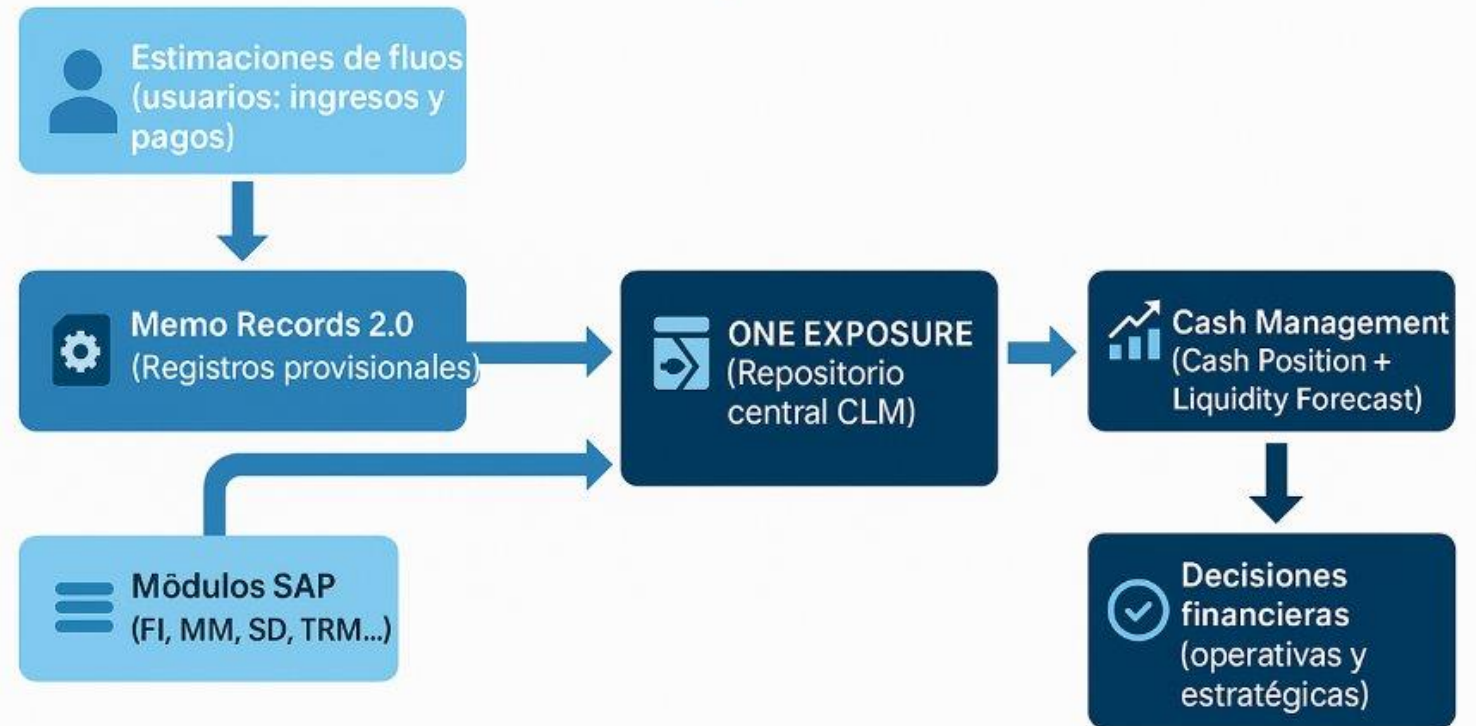 Estimaciones de fluos
(usuarios: ingresos y
pagos)
Memo Records 2.0
(Registros provisionales)
ONE EXPOSURE
(Repositorio
central CLM)
Cash Management
(Cash Position +
Liquidity Forecast)
Mödulos SAP
(FI, MM, SD, TRM...)
Decisiones
financieras
(operativas y
estratégicas)